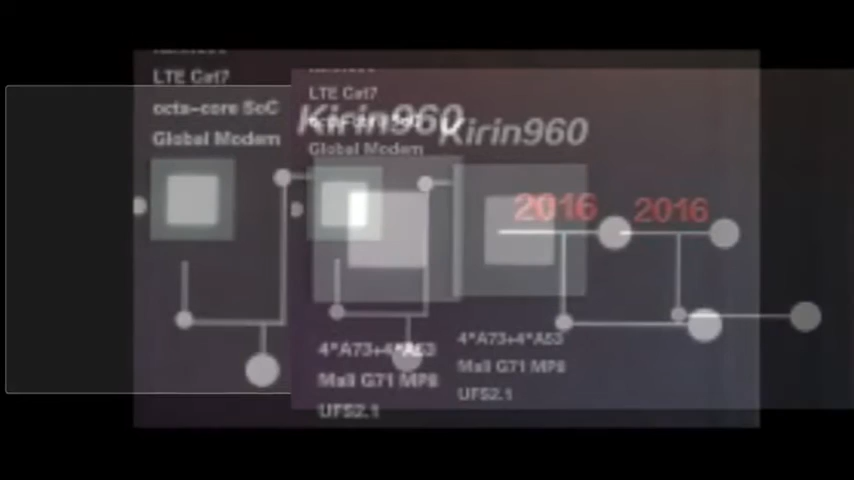 LTE Cat7
octa-core SoC
Global Modem
LTE Cat7
Global Modem
Kirin960
Kirin960
2016
2016
4*A73+4*A53
Mali G71 MP8
UFS2.1
4*A73+4*A53
Mali G71 MP8
UFS2.1